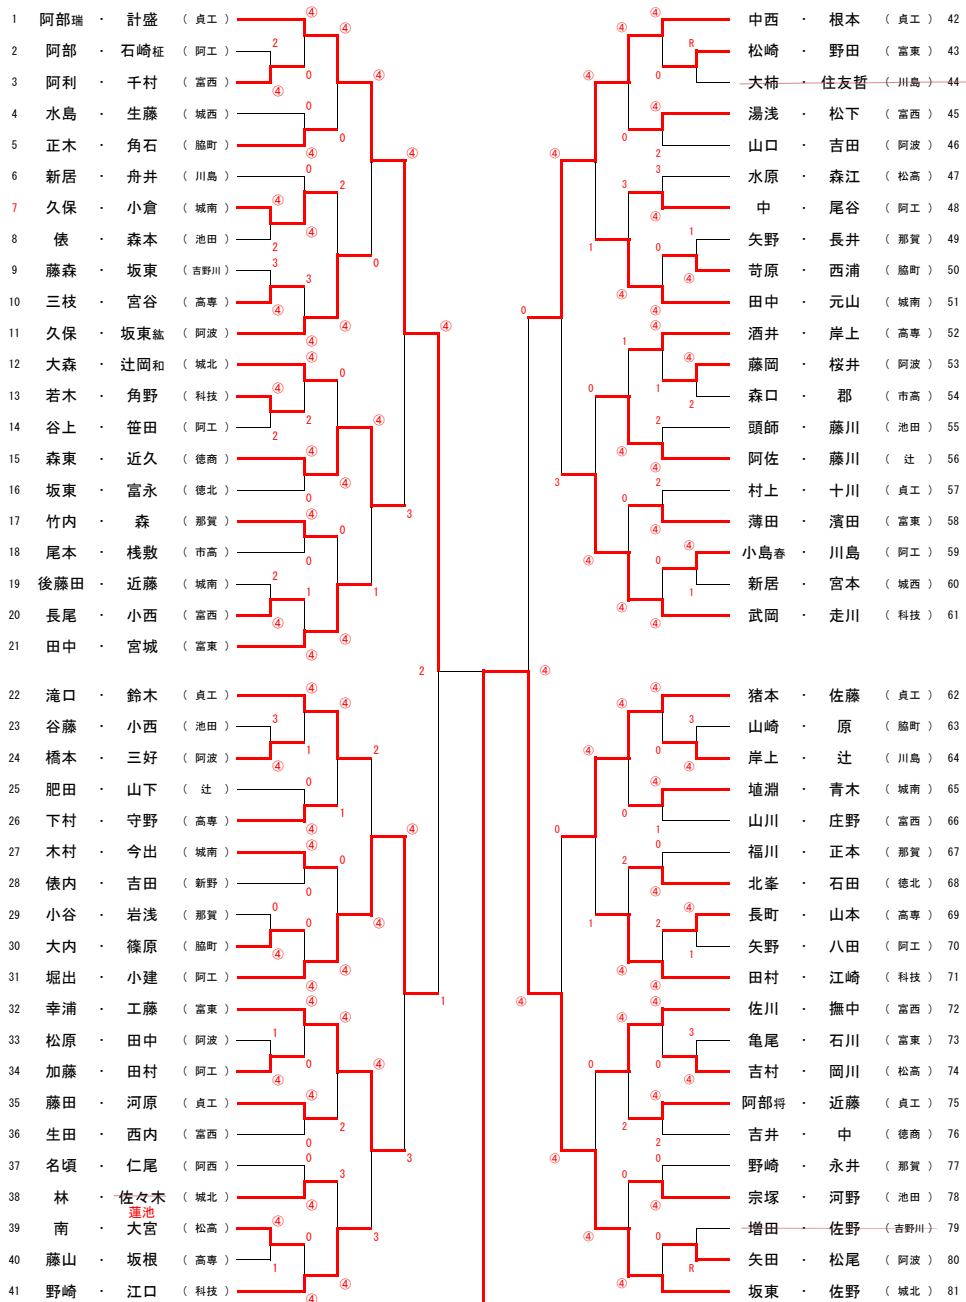 1 阿部瑞 ・ 計盛 （ 貞工 ）
2 阿部 ・ 石崎柾 （ 阿工 ）
3 阿利 ・ 千村 （ 富西 ）
4 水島 ・ 生藤 （ 城西 ）
5 正木 ・ 角石 （ 脇町 ）
6 新居 ・ 舟井 （ 川島 ）
7 久保 ・ 小倉 （ 城南 ）
8 俵 ・ 森本 （ 池田 ）
9 藤森 ・ 坂東 （ 吉野川 ）
10 三枝 ・ 宮谷 （ 高専 ）
11 久保 ・ 坂東紘 （ 阿波 ）
12 大森 ・ 辻岡和 （ 城北 ）
13 若木 ・ 角野 （ 科技 ）
14 谷上 ・ 笹田 （ 阿工 ）
15 森東 ・ 近久 （ 徳商 ）
16 坂東 ・ 富永 （ 徳北 ）
17 竹内 ・ 森 （ 那賀 ）
18 尾本 ・ 桟敷 （ 市高 ）
19 後藤田 ・ 近藤 （ 城南 ）
20 長尾 ・ 小西 （ 富西 ）
21 田中 ・ 宮城 （ 富東 ）
22 滝口 ・ 鈴木 （ 貞工 ）
23 谷藤 ・ 小西 （ 池田 ）
24 橋本 ・ 三好 （ 阿波 ）
25 肥田 ・ 山下 （ 辻 ）
26 下村 ・ 守野 （ 高専 ）
27 木村 ・ 今出 （ 城南 ）
28 俵内 ・ 吉田 （ 新野 ）
29 小谷 ・ 岩浅 （ 那賀 ）
30 大内 ・ 篠原 （ 脇町 ）
31 堀出 ・ 小建 （ 阿工 ）
32 幸浦 ・ 工藤 （ 富東 ）
33 松原 ・ 田中 （ 阿波 ）
34 加藤 ・ 田村 （ 阿工 ）
35 藤田 ・ 河原 （ 貞工 ）
36 生田 ・ 西内 （ 富西 ）
37 名頃 ・ 仁尾 （ 阿西 ）
38 林 ・ 佐々木 （ 城北 ）
蓮池
39 南 ・ 大宮 （ 松高 ）
40 藤山 ・ 坂根 （ 高専 ）
41 野崎 ・ 江口 （ 科技 ）
中西 ・ 根本 （ 貞工 ） 42
松崎 ・ 野田 （ 富東 ） 43
大柿 ・ 住友哲 （ 川島 ） 44
湯浅 ・ 松下 （ 富西 ） 45
山口 ・ 吉田 （ 阿波 ） 46
水原 ・ 森江 （ 松高 ） 47
中 ・ 尾谷 （ 阿工 ） 48
矢野 ・ 長井 （ 那賀 ） 49
苛原 ・ 西浦 （ 脇町 ） 50
田中 ・ 元山 （ 城南 ） 51
酒井 ・ 岸上 （ 高専 ） 52
藤岡 ・ 桜井 （ 阿波 ） 53
森口 ・ 郡 （ 市高 ） 54
頭師 ・ 藤川 （ 池田 ） 55
阿佐 ・ 藤川 （ 辻 ） 56
村上 ・ 十川 （ 貞工 ） 57
薄田 ・ 濱田 （ 富東 ） 58
小島春 ・ 川島 （ 阿工 ） 59
新居 ・ 宮本 （ 城西 ） 60
武岡 ・ 走川 （ 科技 ） 61
猪本 ・ 佐藤 （ 貞工 ） 62
山崎 ・ 原 （ 脇町 ） 63
岸上 ・ 辻 （ 川島 ） 64
埴淵 ・ 青木 （ 城南 ） 65
山川 ・ 庄野 （ 富西 ） 66
福川 ・ 正本 （ 那賀 ） 67
北峯 ・ 石田 （ 徳北 ） 68
長町 ・ 山本 （ 高専 ） 69
矢野 ・ 八田 （ 阿工 ） 70
田村 ・ 江崎 （ 科技 ） 71
佐川 ・ 撫中 （ 富西 ） 72
亀尾 ・ 石川 （ 富東 ） 73
吉村 ・ 岡川 （ 松高 ） 74
阿部将 ・ 近藤 （ 貞工 ） 75
吉井 ・ 中 （ 徳商 ） 76
野崎 ・ 永井 （ 那賀 ） 77
宗塚 ・ 河野 （ 池田 ） 78
増田 ・ 佐野 （ 吉野川 ） 79
矢田 ・ 松尾 （ 阿波 ） 80
坂東 ・ 佐野 （ 城北 ） 81